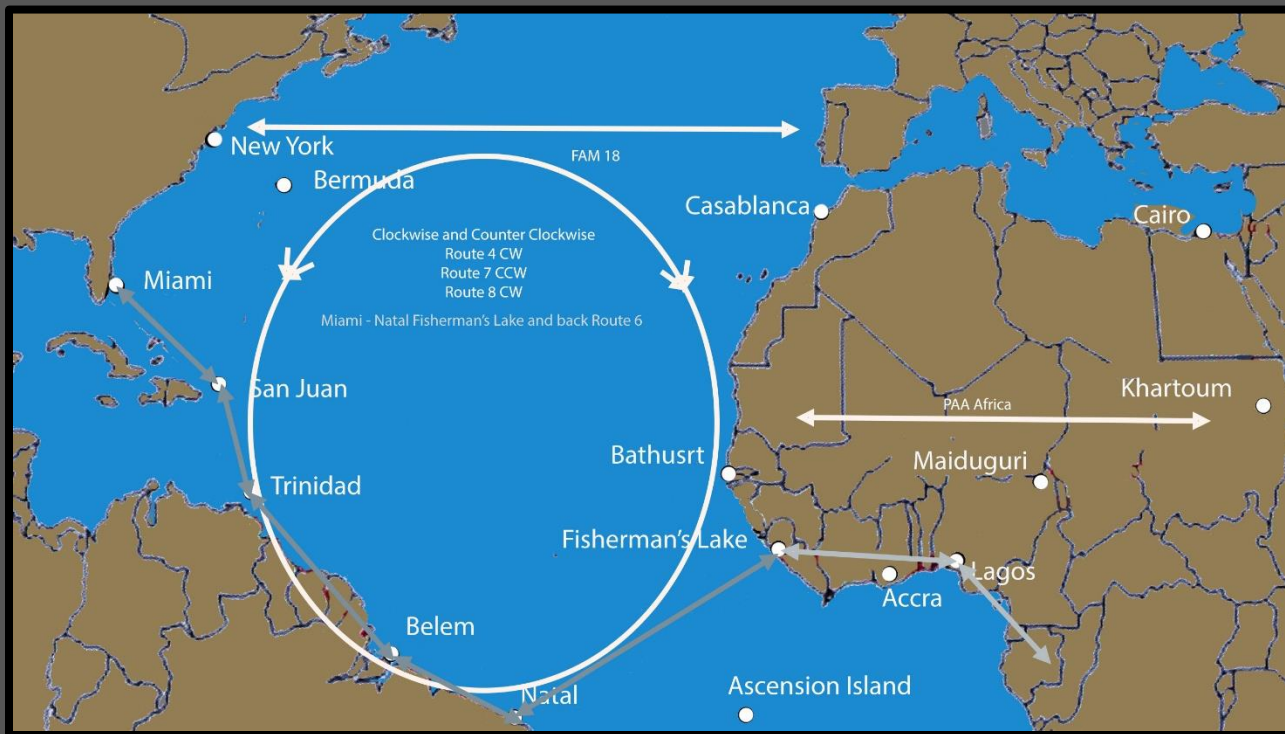 New York
FAM 18
Bermuda
Casablanca
Cairo
Clockwise and Counter Clockwise
Route 4 CW
Route 7 CCW
Route 8 CW
Miami
Miami - Natal Fisherman's Lake and back Route 6
San Juan
Khartoum
PAA Africa
Bathusrt
Maiduguri
Trinidad
Fisherman's Lake
Lagos
Accra
Belem
Ascension Island
Natal